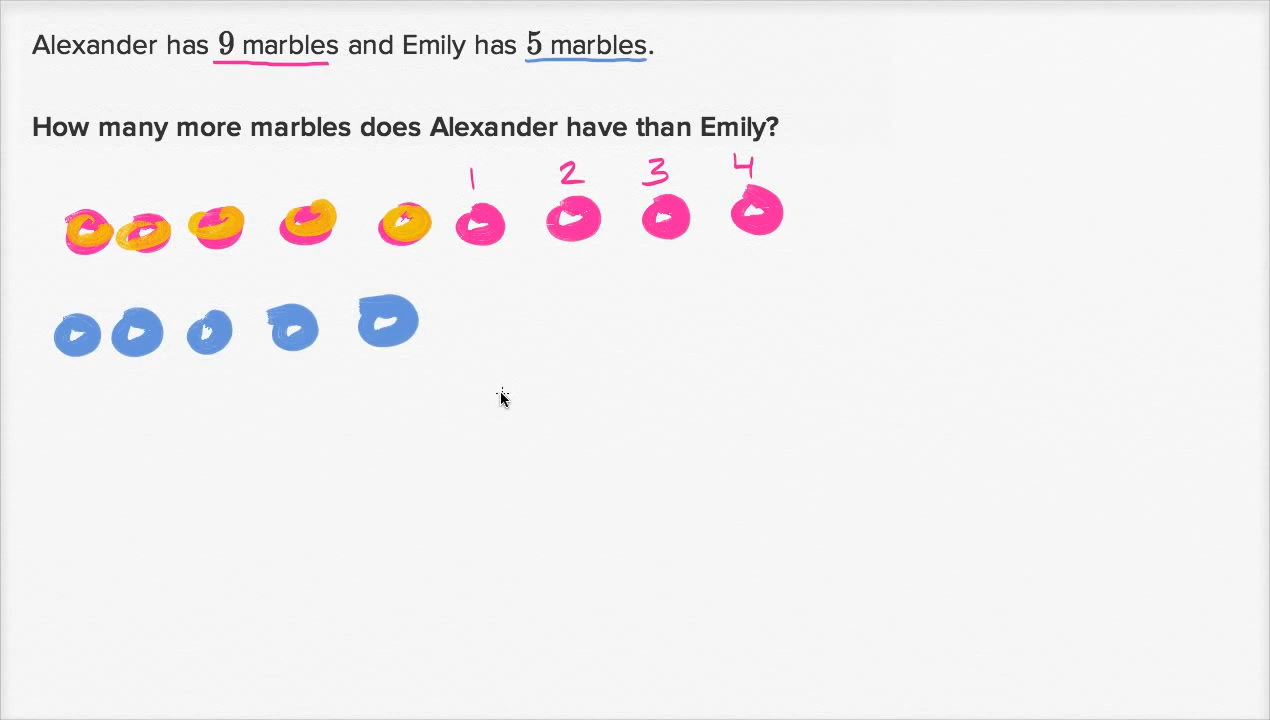 Alexander has 9 marbles and Emily has 5 marbles.
How many more marbles does Alexander have than Emily?
1 2 3 4